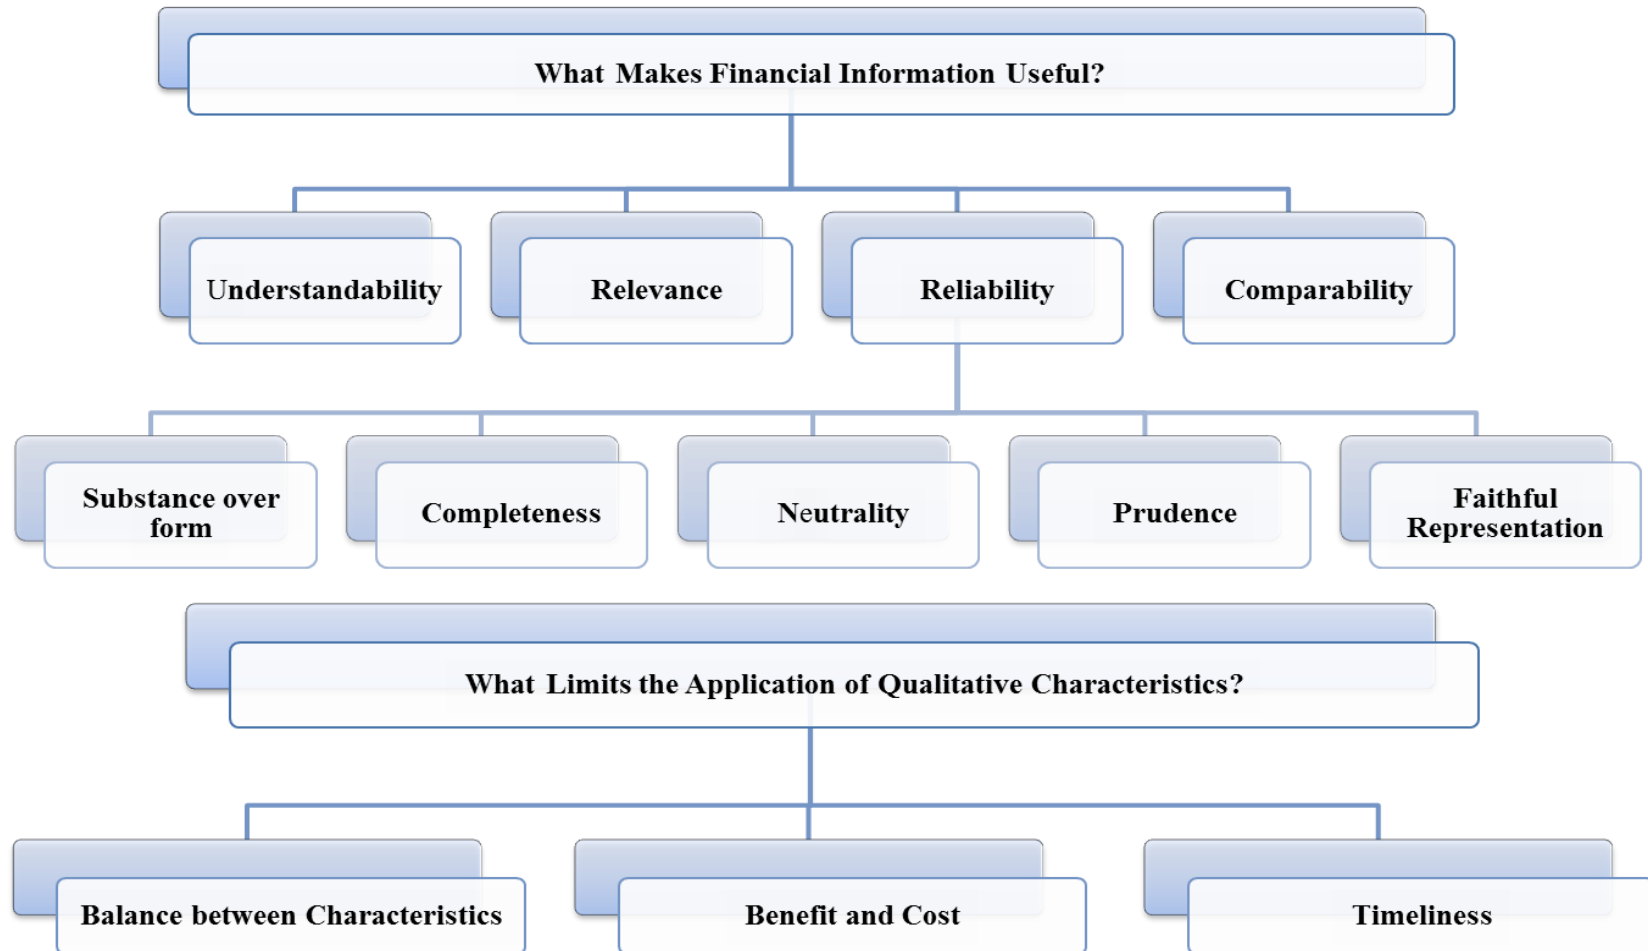 What Makes Financial Information Useful?
Understandability
Relevance
Reliability
Comparability
Substance over
form
Completeness
Neutrality
Prudence
Faithful
Representation
What Limits the Application of Qualitative Characteristics?
Balance between Characteristics
Benefit and Cost
Timeliness